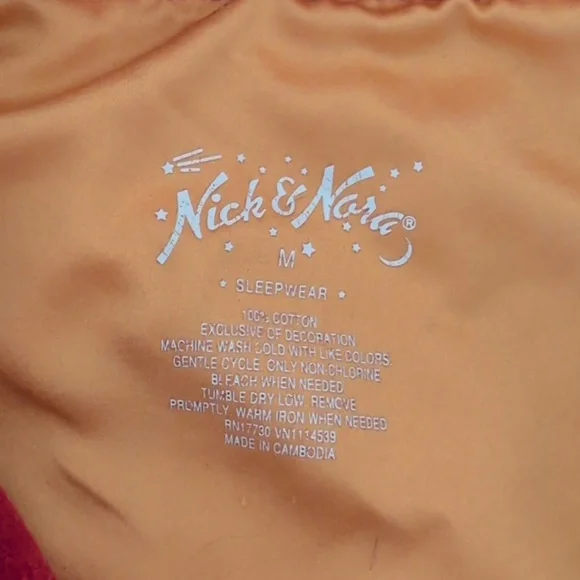 Nick & Nora®
M
SLEEPWEAR
100% COTTON
EXCLUSIVE OF DECORATION
MACHINE WASH COLD WITH LIKE COLORS,
GENTLE CYCLE. ONLY NON-CHLORINE
BLEACH WHEN NEEDED
TUMBLE DRY LOW. REMOVE
PROMPTLY. WARM IRON WHEN NEEDED
RN17730 VN1114539
MADE IN CAMBODIA